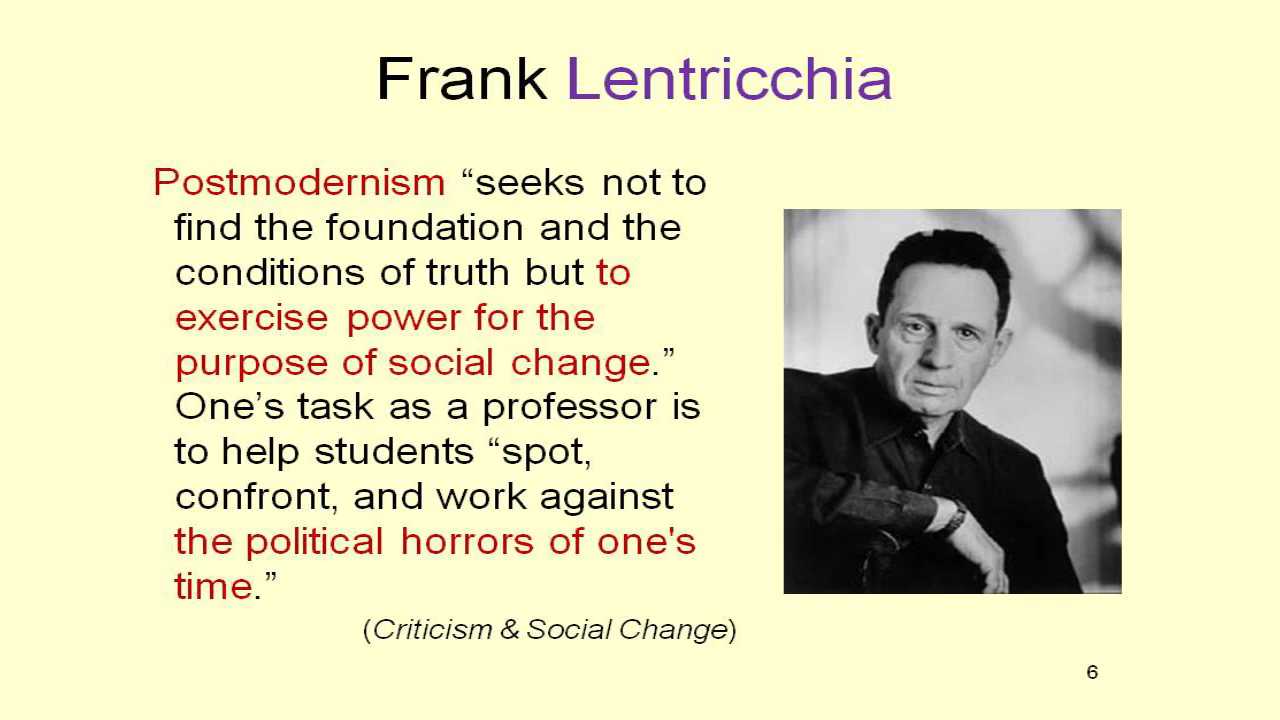 Frank Lentricchia
Postmodernism “seeks not to
find the foundation and the
conditions of truth but to
exercise power for the
purpose of social change.”
One’s task as a professor is
to help students “spot,
confront, and work against
the political horrors of one's
time.”
(Criticism & Social Change)
6